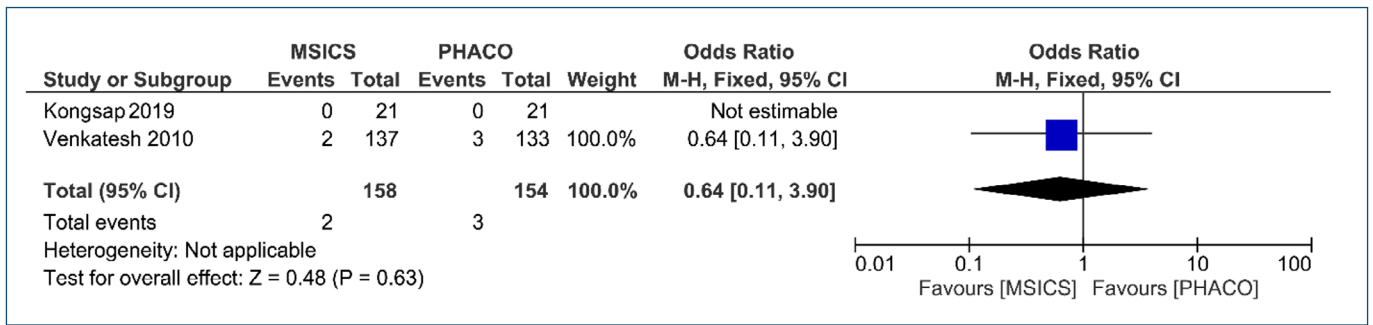 MSICS PHACO Odds Ratio Odds Ratio
Study or Subgroup Events Total Events Total Weight M-H, Fixed, 95% CI M-H, Fixed, 95% CI
Kongsap 2019 0 21 0 21 Not estimable
Venkatesh 2010 2 137 3 133 100.0% 0.64 [0.11, 3.90]
Total (95% CI) 158 154 100.0% 0.64 [0.11, 3.90]
Total events 2 3
Heterogeneity: Not applicable
Test for overall effect: Z = 0.48 (P = 0.63)
0.01 0.1 1 10 100
Favours [MSICS] Favours [PHACO]